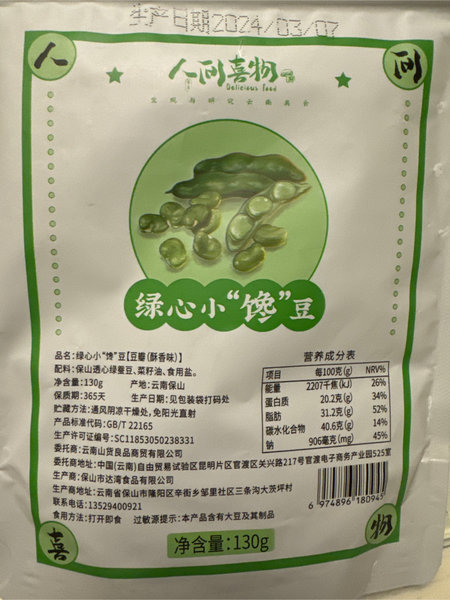 生产日期2024/03/07
人 间
人间喜物
Delicious food
发现与研究云南美食
绿心小“馋”豆
品名:绿心小“馋”豆【豆瓣(酥香味)】
配料:保山透心绿蚕豆、菜籽油、食用盐。
净含量:130g 产地:云南保山
保质期:365天 生产日期:见包装袋打码处
贮藏方法:通风阴凉干燥处,免阳光直射
产品标准代码:GB/T 22165
生产许可证编号:SC11853050238331
委托商:云南山货良品商贸有限公司
委托商地址:中国(云南)自由贸易试验区昆明片区官渡区关兴路217号官渡电子商务产业园525室
生产商:保山市达湾食品有限公司
生产商地址:云南省保山市隆阳区辛街乡邹里社区三条沟大茨坪村
联系电话:13529400921
食用方法:打开即食 过敏源提示:本产品含有大豆及其制品
营养成分表
项目 每100克(g) NRV%
能量 2207千焦(kJ) 26%
蛋白质 20.2克(g) 34%
脂肪 31.2克(g) 52%
碳水化合物 40.6克(g) 14%
钠 906毫克(mg) 45%
6 974896 180945
净含量:130g
喜 物